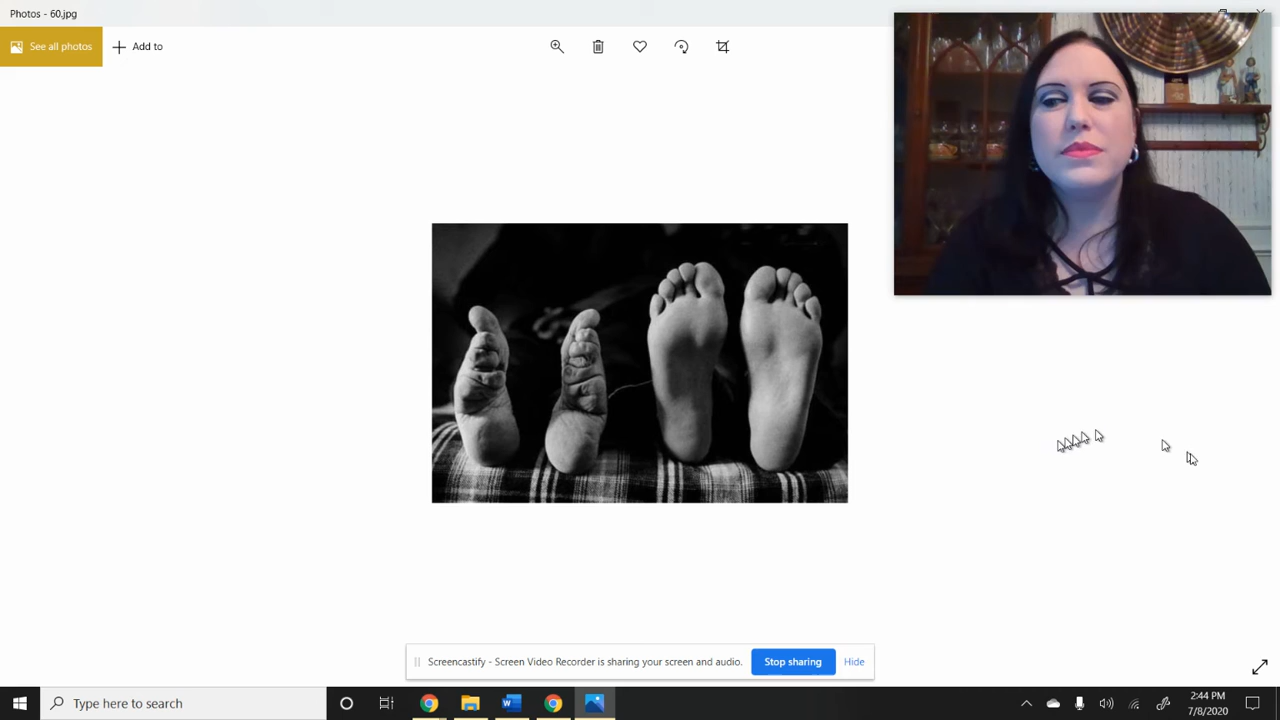 Photos - 60.jpg
See all photos
Add to
Screencastify - Screen Video Recorder is sharing your screen and audio.
Stop sharing
Hide
Type here to search
2:44 PM
7/8/2020